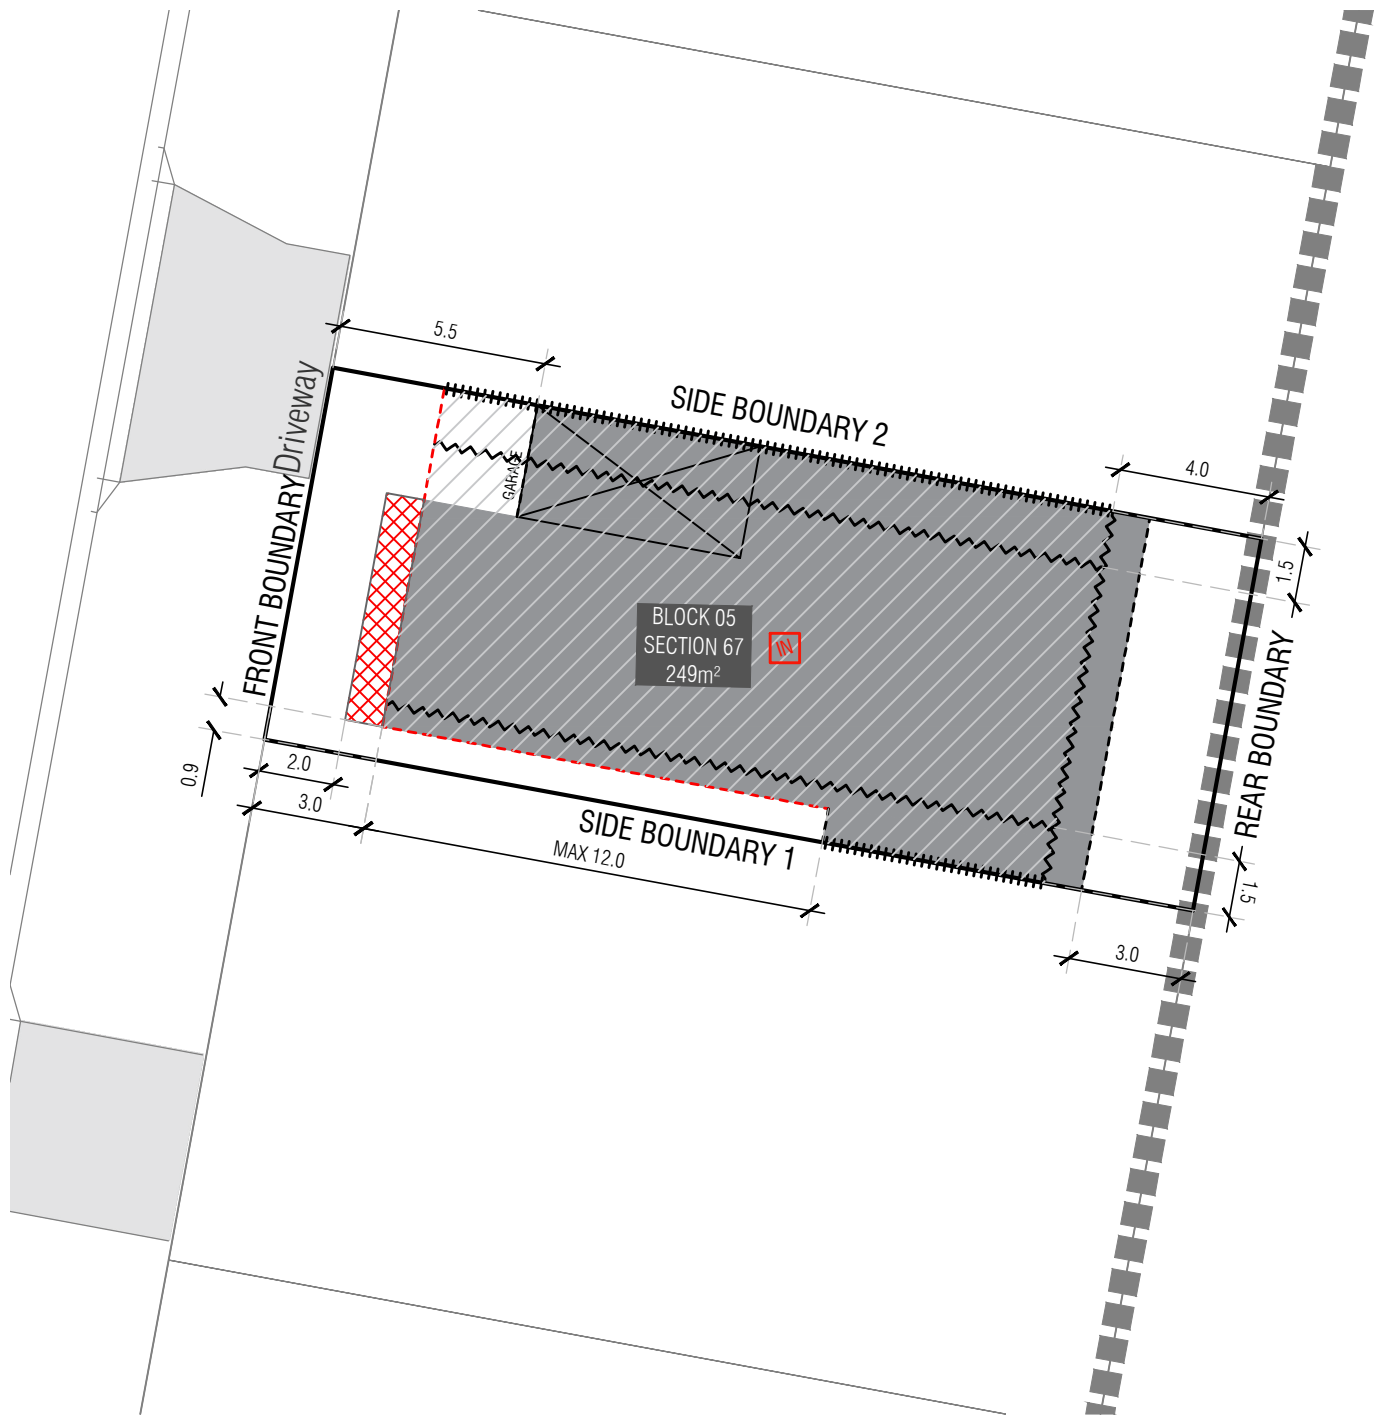 5.5
SIDE BOUNDARY 2
4.0
Driveway
GARAGE
1.5
FRONT BOUNDARY
BLOCK 05
SECTION 67
249m²
IN
REAR BOUNDARY
0.9
2.0
3.0
SIDE BOUNDARY 1
MAX 12.0
1.5
3.0